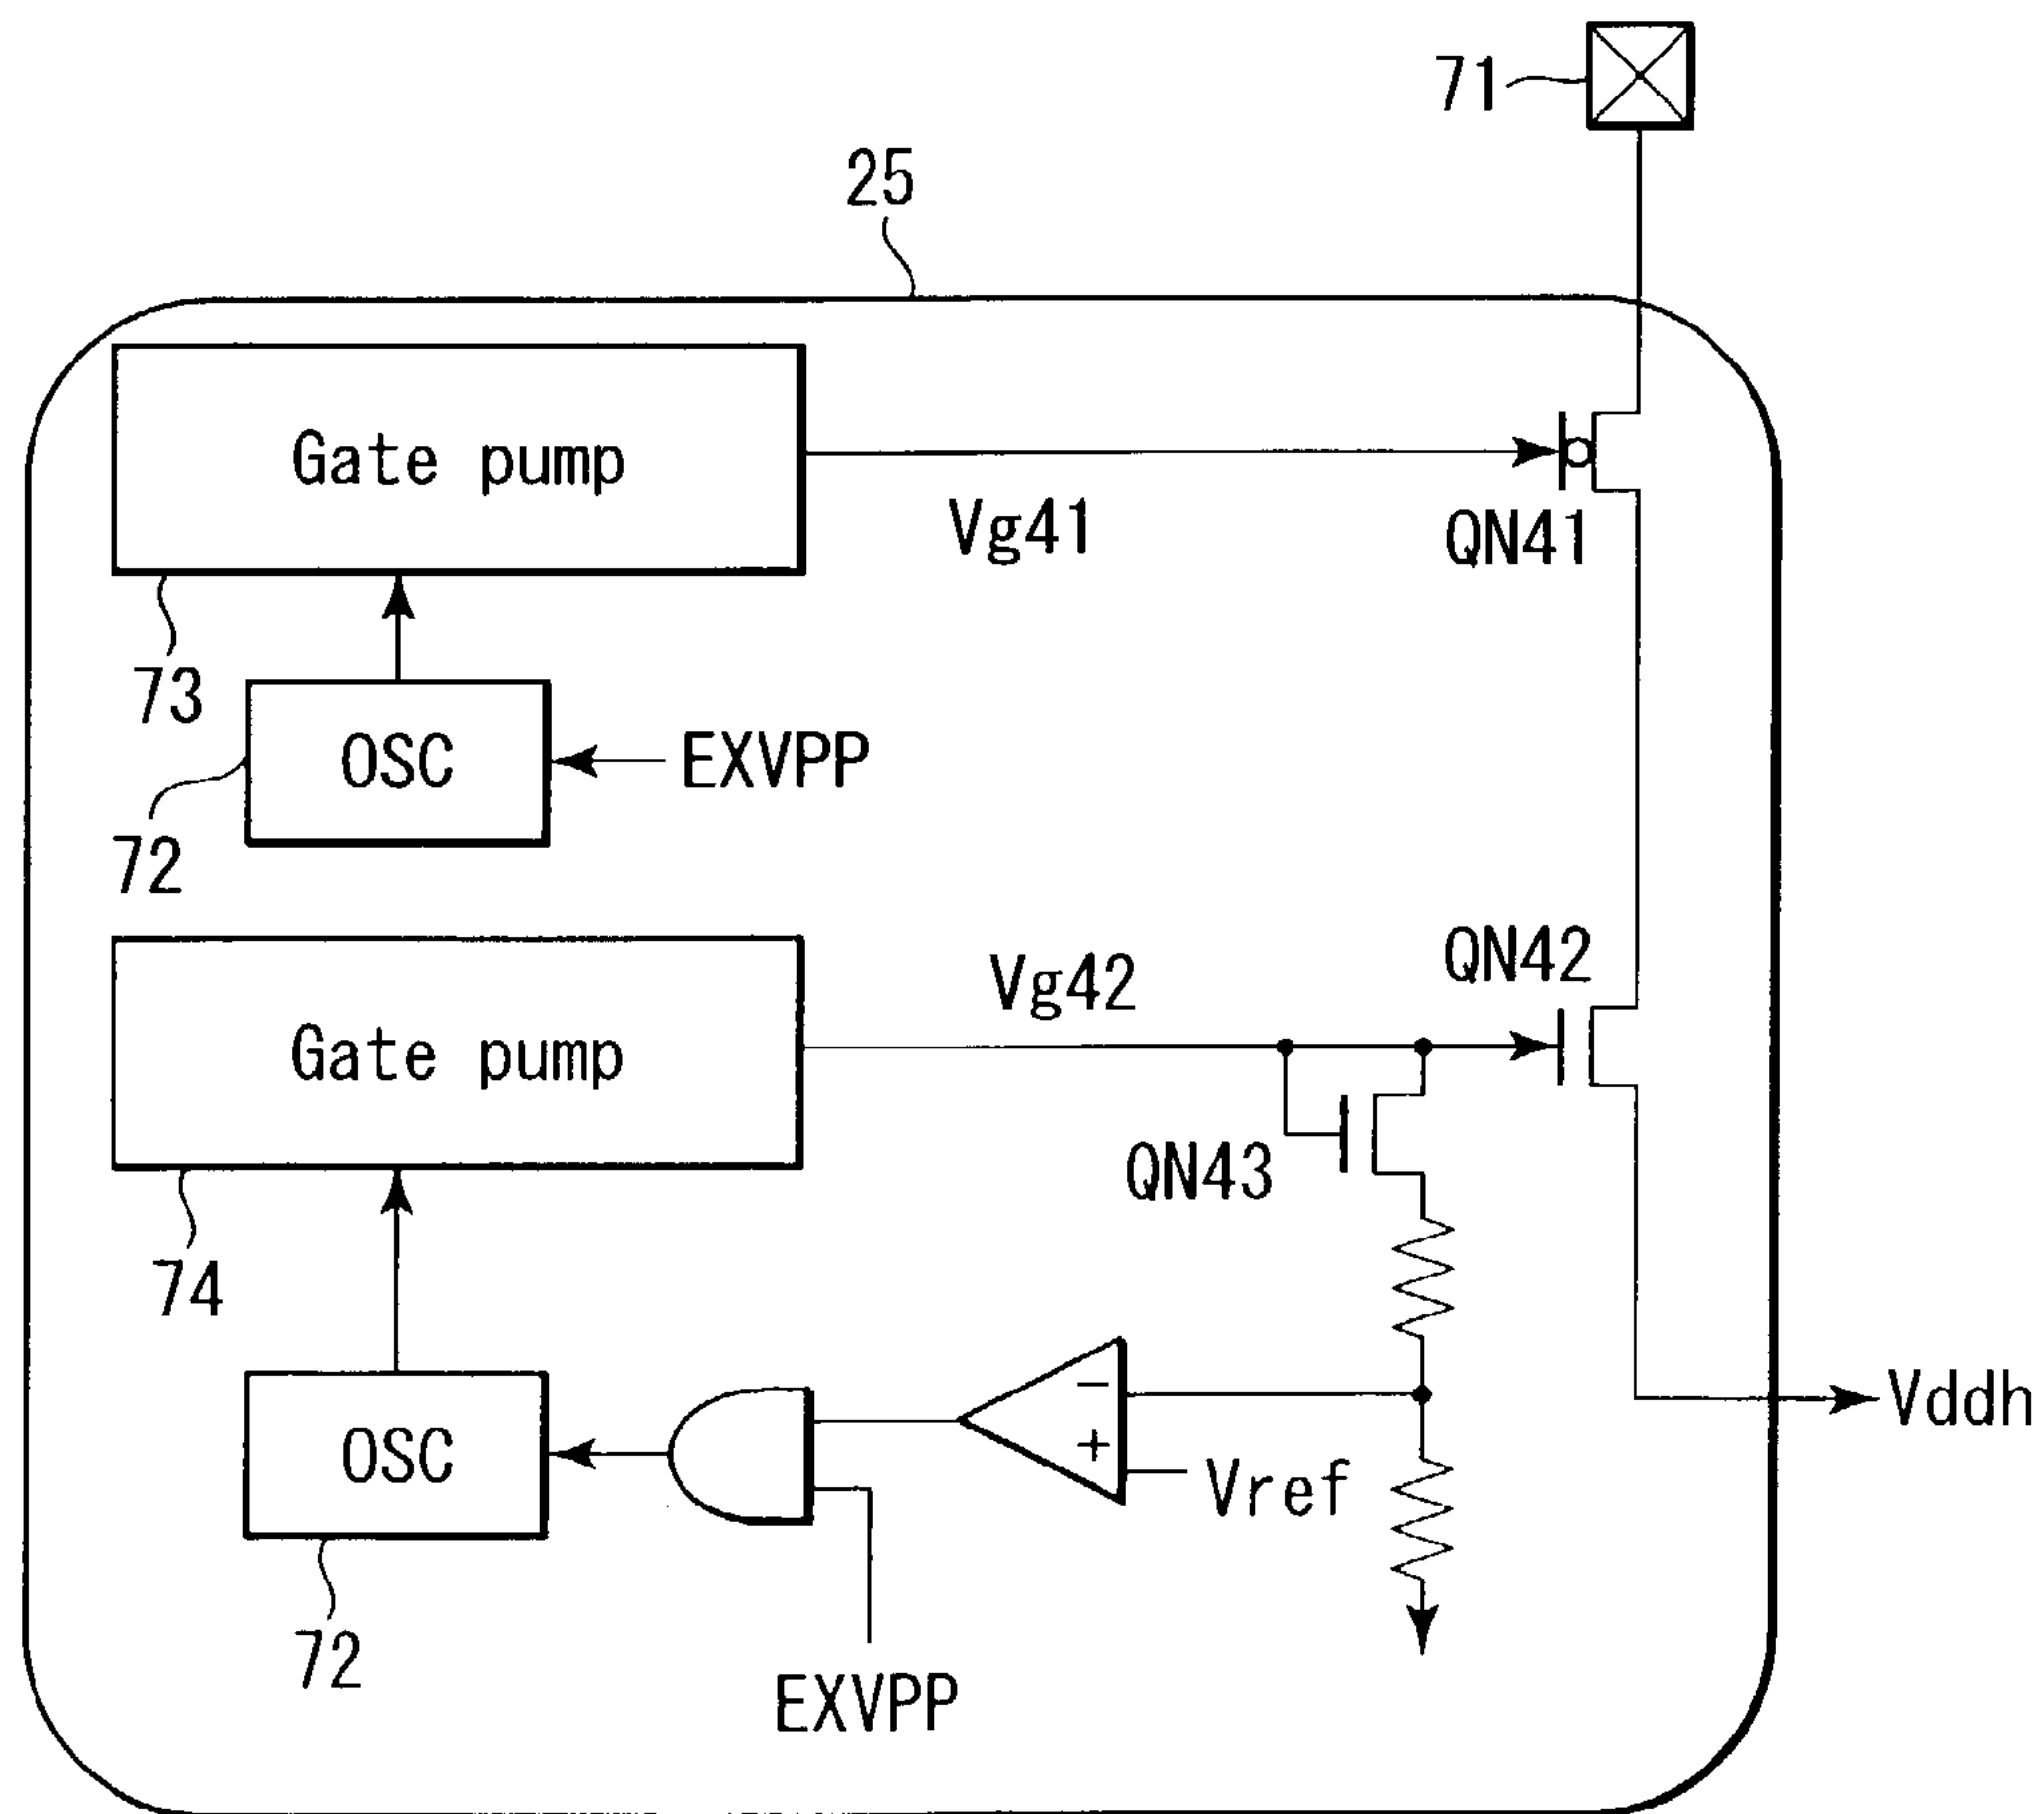 71
25
Gate pump
Vg41
QN41
73
OSC
EXVPP
72
QN42
Vg42
Gate pump
QN43
74
Vddh
OSC
−
+
Vref
72
EXVPP